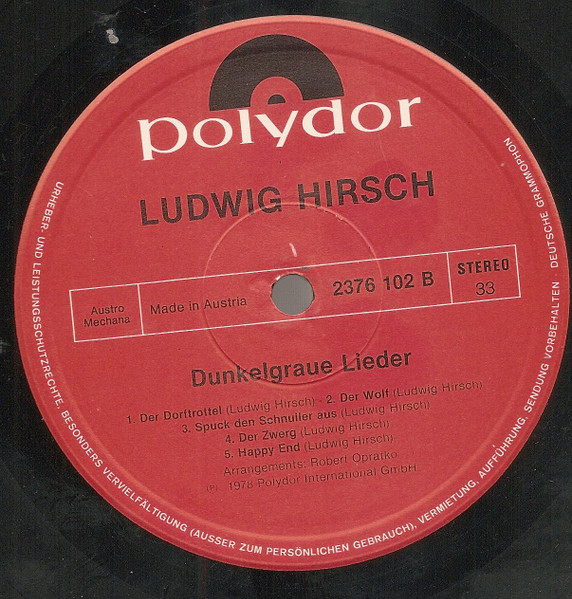 polydor
LUDWIG HIRSCH
Austro
Mechana
Made in Austria
2376 102 B
STEREO
33
Dunkelgraue Lieder
1. Der Dorftrottel (Ludwig Hirsch) · 2. Der Wolf (Ludwig Hirsch)
3. Spuck den Schnuller aus (Ludwig Hirsch)
4. Der Zwerg (Ludwig Hirsch)
5. Happy End (Ludwig Hirsch)
Arrangements: Robert Opratko
℗ 1978 Polydor International GmbH
URHEBER- UND LEISTUNGSSCHUTZRECHTE, BESONDERS VERVIELFÄLTIGUNG (AUSSER ZUM PERSÖNLICHEN GEBRAUCH), VERMIETUNG, AUFFÜHRUNG, SENDUNG VORBEHALTEN · DEUTSCHE GRAMMOPHON